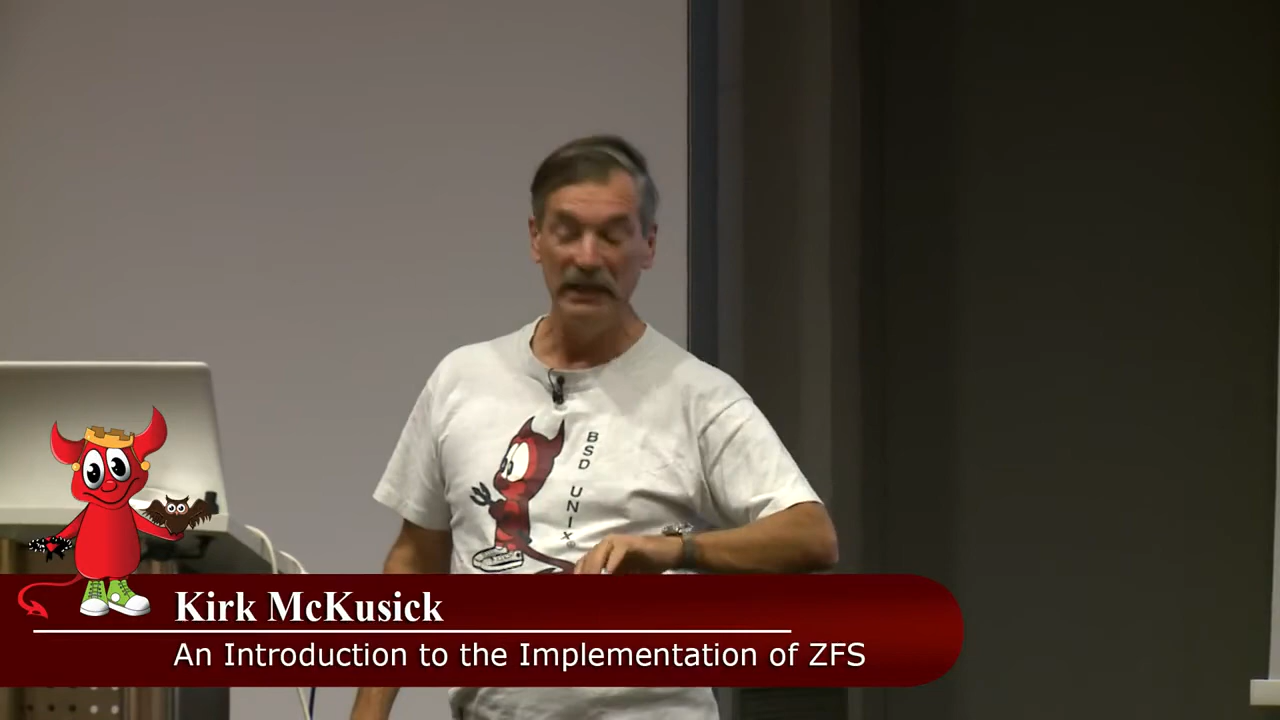 BSD UNIX®
Kirk McKusick
An Introduction to the Implementation of ZFS